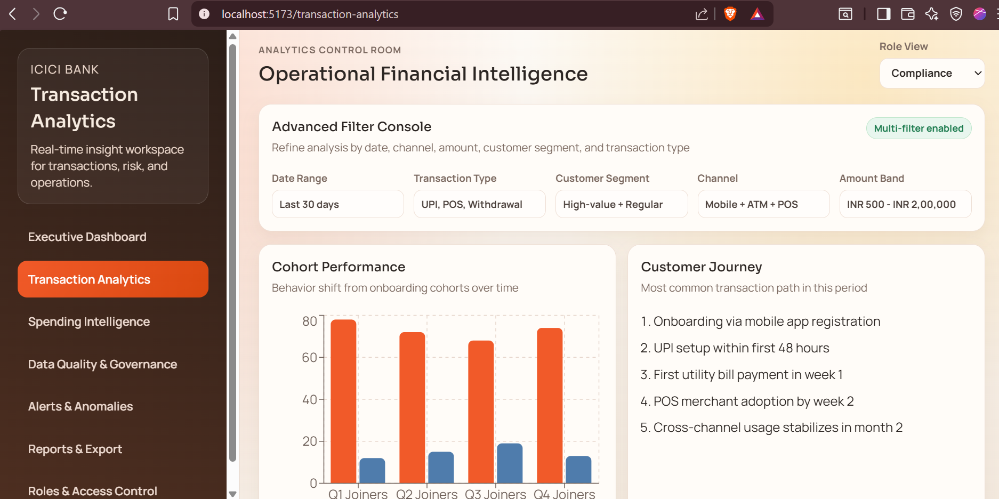 localhost:5173/transaction-analytics
ICICI BANK
Transaction
Analytics
Real-time insight workspace
for transactions, risk, and
operations.
Executive Dashboard
Transaction Analytics
Spending Intelligence
Data Quality & Governance
Alerts & Anomalies
Reports & Export
Roles & Access Control
ANALYTICS CONTROL ROOM
Operational Financial Intelligence
Role View
Compliance
Advanced Filter Console
Multi-filter enabled
Refine analysis by date, channel, amount, customer segment, and transaction type
Date Range
Transaction Type
Customer Segment
Channel
Amount Band
Last 30 days
UPI, POS, Withdrawal
High-value + Regular
Mobile + ATM + POS
INR 500 - INR 2,00,000
Cohort Performance
Behavior shift from onboarding cohorts over time
80
60
40
20
0
Q1 Joiners Q2 Joiners Q3 Joiners Q4 Joiners
Customer Journey
Most common transaction path in this period
1. Onboarding via mobile app registration
2. UPI setup within first 48 hours
3. First utility bill payment in week 1
4. POS merchant adoption by week 2
5. Cross-channel usage stabilizes in month 2